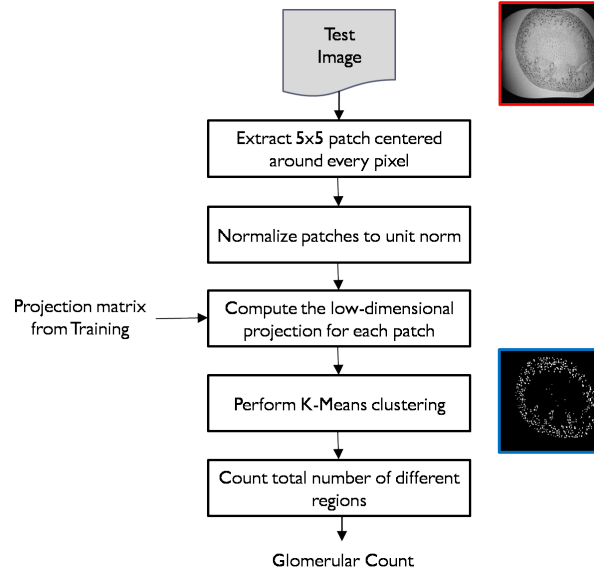 Test
Image
Extract 5x5 patch centered
around every pixel
Normalize patches to unit norm
Projection matrix
from Training
Compute the low-dimensional
projection for each patch
Perform K-Means clustering
Count total number of different
regions
Glomerular Count